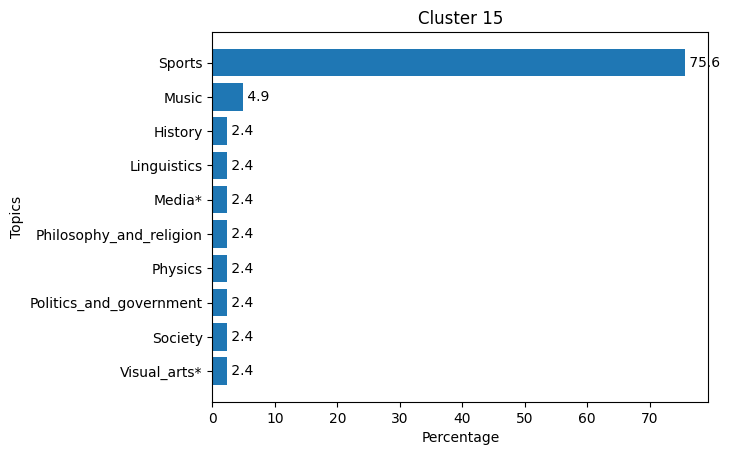 Cluster 15
Topics
Sports 75.6
Music 4.9
History 2.4
Linguistics 2.4
Media* 2.4
Philosophy_and_religion 2.4
Physics 2.4
Politics_and_government 2.4
Society 2.4
Visual_arts* 2.4
0 10 20 30 40 50 60 70
Percentage